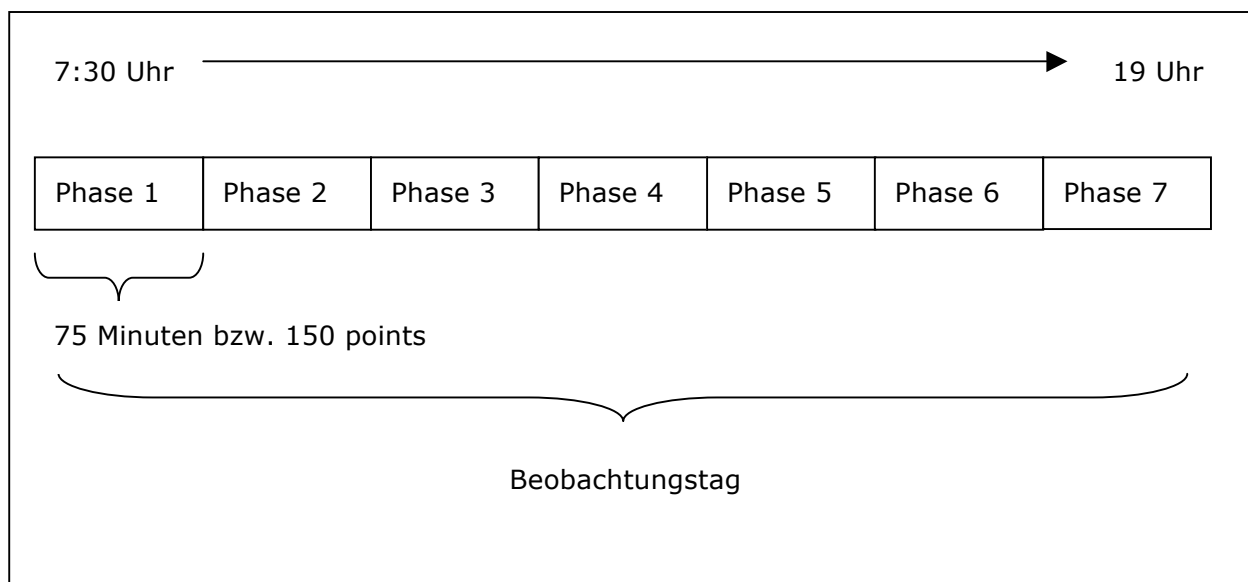 7:30 Uhr 19 Uhr
Phase 1 Phase 2 Phase 3 Phase 4 Phase 5 Phase 6 Phase 7
75 Minuten bzw. 150 points
Beobachtungstag